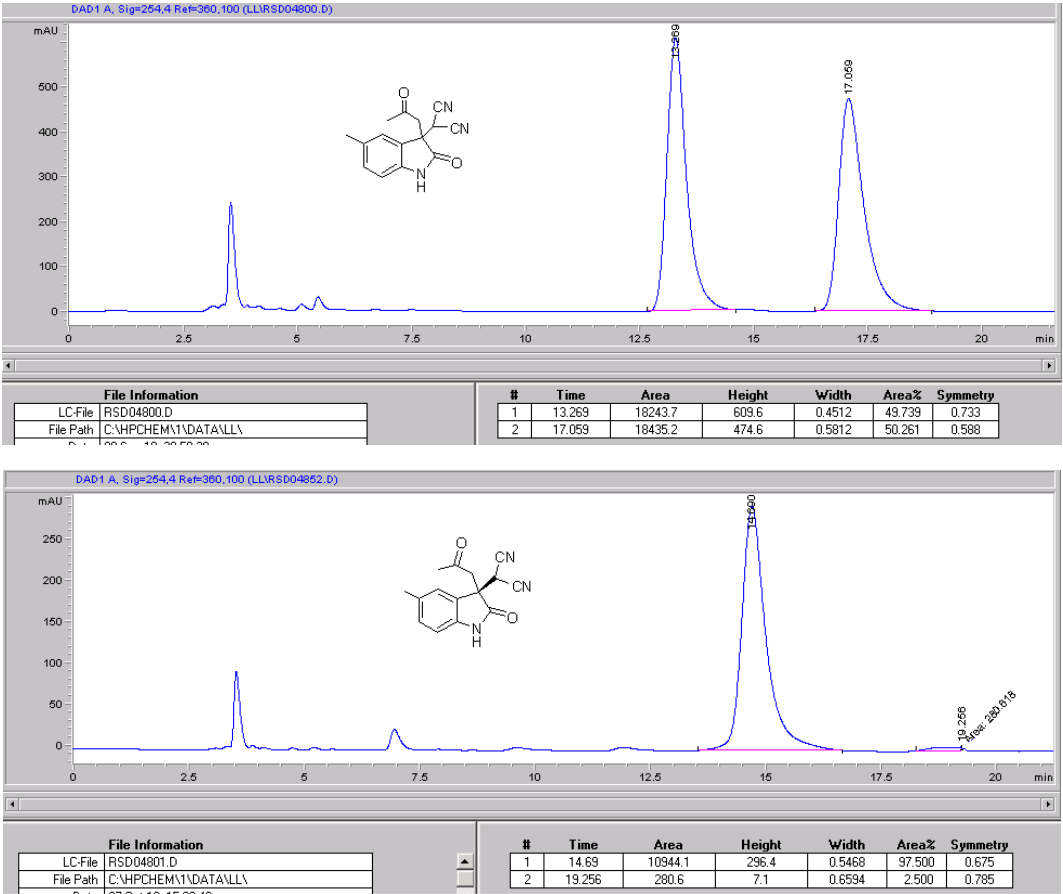 DAD1 A, Sig=254,4 Ref=360,100 (LL\RSD04800.D)
mAU
500
400
300
200
100
0
13.269
17.059
O
CN
CN
O
N
H
0 2.5 5 7.5 10 12.5 15 17.5 20 min
File Information
LC-File RSD04800.D
File Path C:\HPCHEM\1\DATA\LL\
# Time Area Height Width Area% Symmetry
1 13.269 18243.7 609.6 0.4512 49.739 0.733
2 17.059 18435.2 474.6 0.5812 50.261 0.588
DAD1 A, Sig=254,4 Ref=360,100 (LL\RSD04852.D)
mAU
250
200
150
100
50
0
14.690
19.256
Area: 280.618
O
CN
CN
O
N
H
0 2.5 5 7.5 10 12.5 15 17.5 20 min
File Information
LC-File RSD04801.D
File Path C:\HPCHEM\1\DATA\LL\
# Time Area Height Width Area% Symmetry
1 14.69 10944.1 296.4 0.5468 97.500 0.675
2 19.256 280.6 7.1 0.6594 2.500 0.785